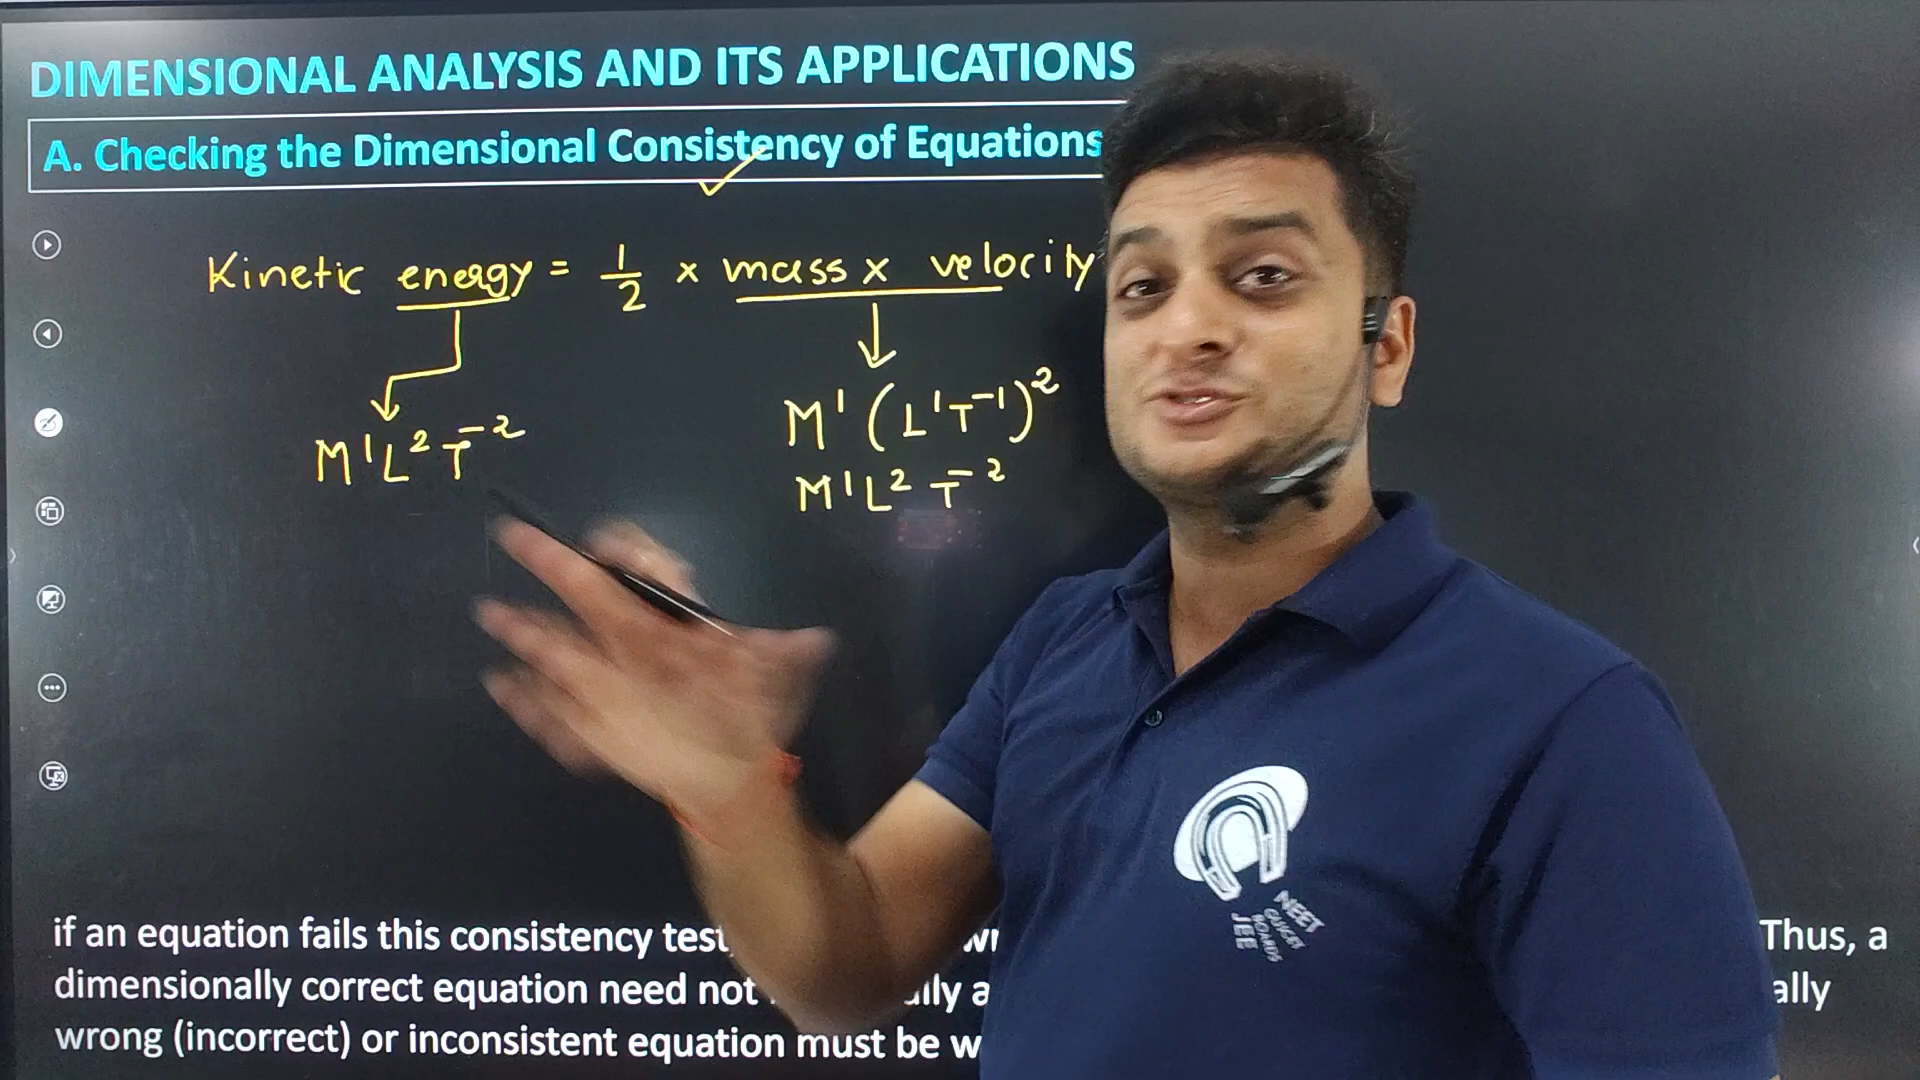 DIMENSIONAL ANALYSIS AND ITS APPLICATIONS
A. Checking the Dimensional Consistency of Equations
Kinetic energy = 1/2 × mass × velocity
M¹L²T⁻²
M¹(L¹T⁻¹)²
M¹L²T⁻²
if an equation fails this consistency test, Thus, a
dimensionally correct equation need not
wrong (incorrect) or inconsistent equation must be
NEET
GUJCET
BOARDS
JEE